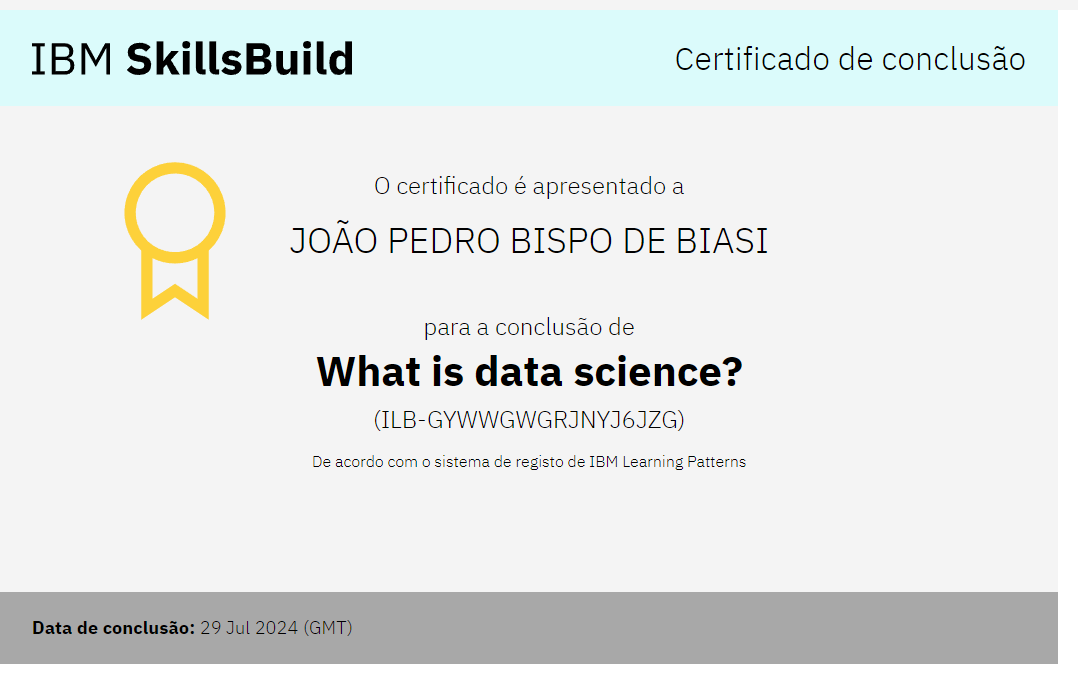 IBM SkillsBuild
Certificado de conclusão
O certificado é apresentado a
JOÃO PEDRO BISPO DE BIASI
para a conclusão de
What is data science?
(ILB-GYWWGWGRJNYJ6JZG)
De acordo com o sistema de registo de IBM Learning Patterns
Data de conclusão: 29 Jul 2024 (GMT)